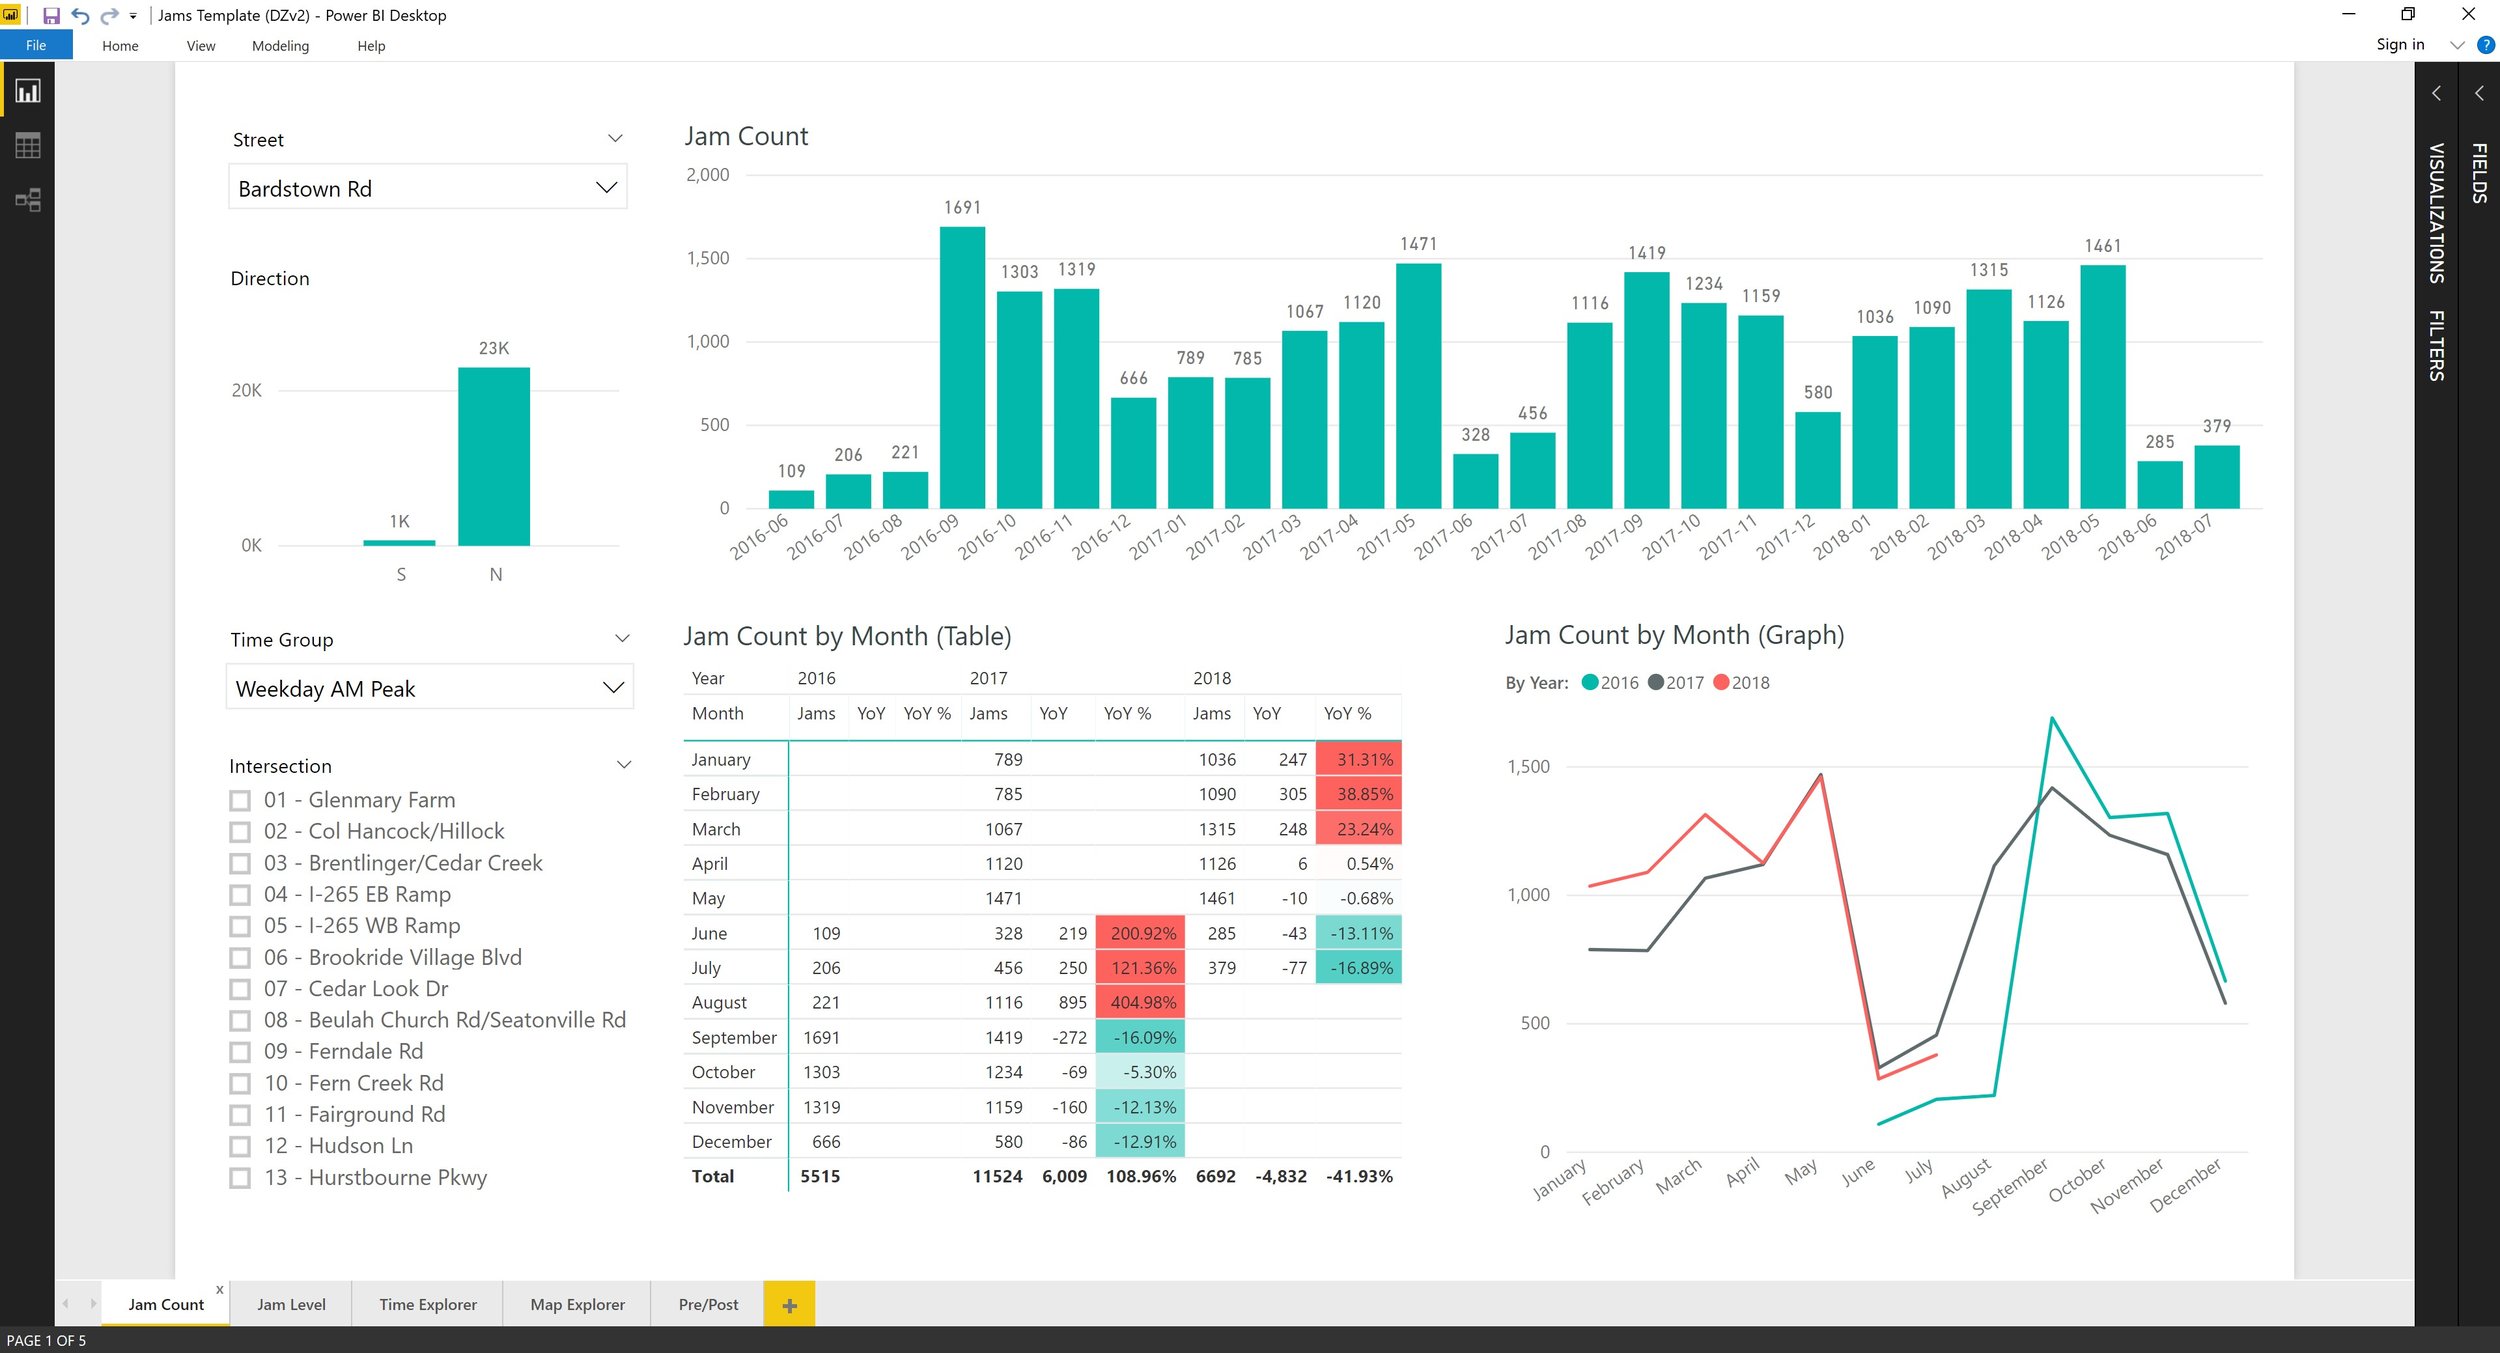 Jams Template (DZv2) - Power BI Desktop
File Home View Modeling Help Sign in ?
Street
Bardstown Rd
Direction
23K
20K
1K
0K
S N
Time Group
Weekday AM Peak
Intersection
01 - Glenmary Farm
02 - Col Hancock/Hillock
03 - Brentlinger/Cedar Creek
04 - I-265 EB Ramp
05 - I-265 WB Ramp
06 - Brookride Village Blvd
07 - Cedar Look Dr
08 - Beulah Church Rd/Seatonville Rd
09 - Ferndale Rd
10 - Fern Creek Rd
11 - Fairground Rd
12 - Hudson Ln
13 - Hurstbourne Pkwy
Jam Count
2,000
1,500
1,000
500
0
109 206 221 1691 1303 1319 666 789 785 1067 1120 1471 328 456 1116 1419 1234 1159 580 1036 1090 1315 1126 1461 285 379
2016-06 2016-07 2016-08 2016-09 2016-10 2016-11 2016-12 2017-01 2017-02 2017-03 2017-04 2017-05 2017-06 2017-07 2017-08 2017-09 2017-10 2017-11 2017-12 2018-01 2018-02 2018-03 2018-04 2018-05 2018-06 2018-07
Jam Count by Month (Table)
Year 2016 2017 2018
Month Jams YoY YoY % Jams YoY YoY % Jams YoY YoY %
January 789 1036 247 31.31%
February 785 1090 305 38.85%
March 1067 1315 248 23.24%
April 1120 1126 6 0.54%
May 1471 1461 -10 -0.68%
June 109 328 219 200.92% 285 -43 -13.11%
July 206 456 250 121.36% 379 -77 -16.89%
August 221 1116 895 404.98%
September 1691 1419 -272 -16.09%
October 1303 1234 -69 -5.30%
November 1319 1159 -160 -12.13%
December 666 580 -86 -12.91%
Total 5515 11524 6,009 108.96% 6692 -4,832 -41.93%
Jam Count by Month (Graph)
By Year: 2016 2017 2018
1,500
1,000
500
0
January February March April May June July August September October November December
VISUALIZATIONS
FILTERS
FIELDS
Jam Count x Jam Level Time Explorer Map Explorer Pre/Post +
PAGE 1 OF 5